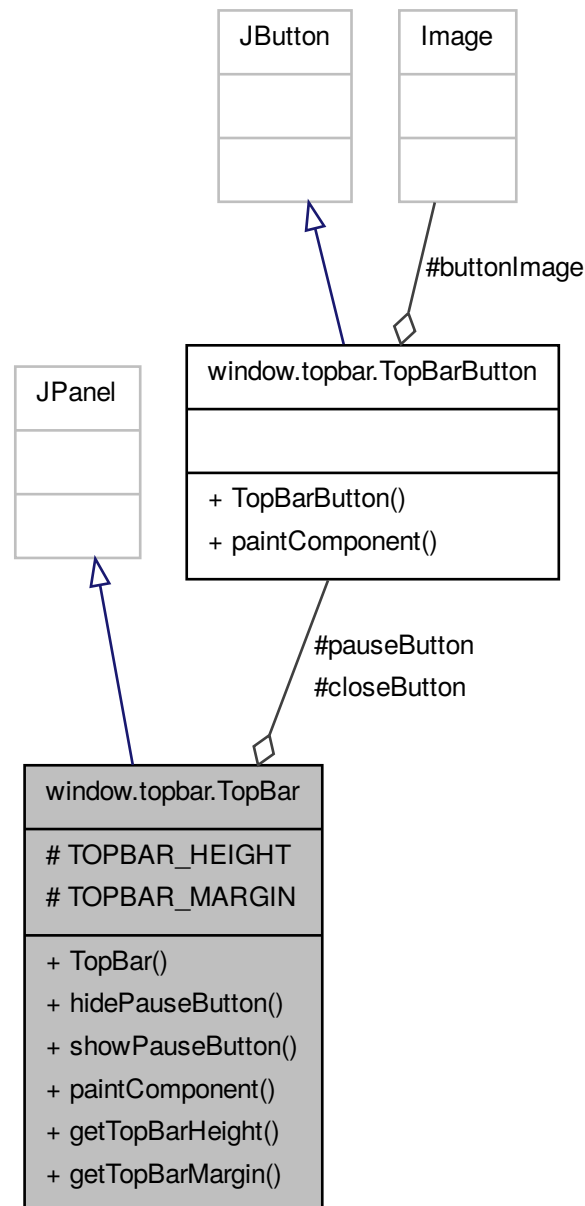 JButton
Image
#buttonImage
window.topbar.TopBarButton
+ TopBarButton()
+ paintComponent()
JPanel
#pauseButton
#closeButton
window.topbar.TopBar
# TOPBAR_HEIGHT
# TOPBAR_MARGIN
+ TopBar()
+ hidePauseButton()
+ showPauseButton()
+ paintComponent()
+ getTopBarHeight()
+ getTopBarMargin()